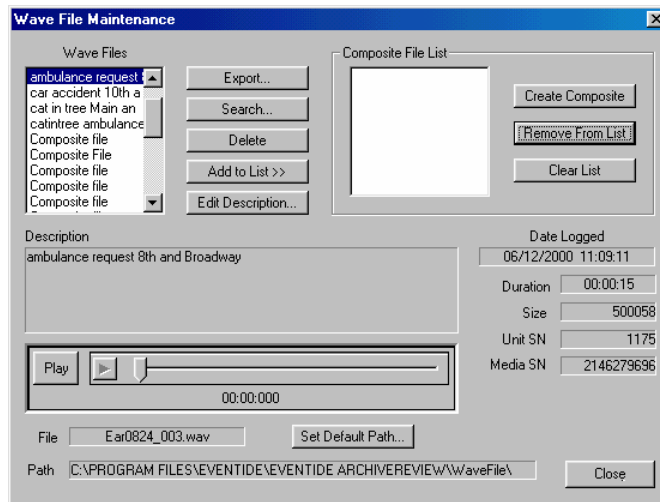 Wave File Maintenance
Wave Files
ambulance request
car accident 10th a
cat in tree Main an
catintree ambulance
Composite file
Composite File
Composite file
Composite file
Composite file
Export...
Search...
Delete
Add to List >>
Edit Description...
Composite File List
Create Composite
Remove From List
Clear List
Description
ambulance request 8th and Broadway
Date Logged
06/12/2000 11:09:11
Duration 00:00:15
Size 500058
Unit SN 1175
Media SN 2146279696
Play
00:00:000
File Ear0824_003.wav
Set Default Path...
Path C:\PROGRAM FILES\EVENTIDE\EVENTIDE ARCHIVEREVIEW\WaveFile\
Close